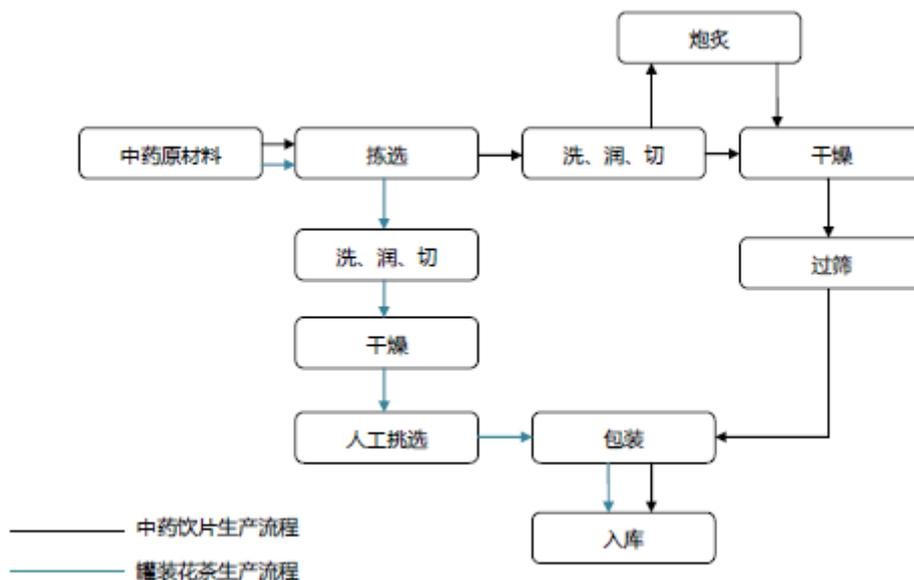 炮炙
中药原材料
拣选
洗、润、切
干燥
洗、润、切
过筛
干燥
人工挑选
包装
中药饮片生产流程
入库
罐装花茶生产流程